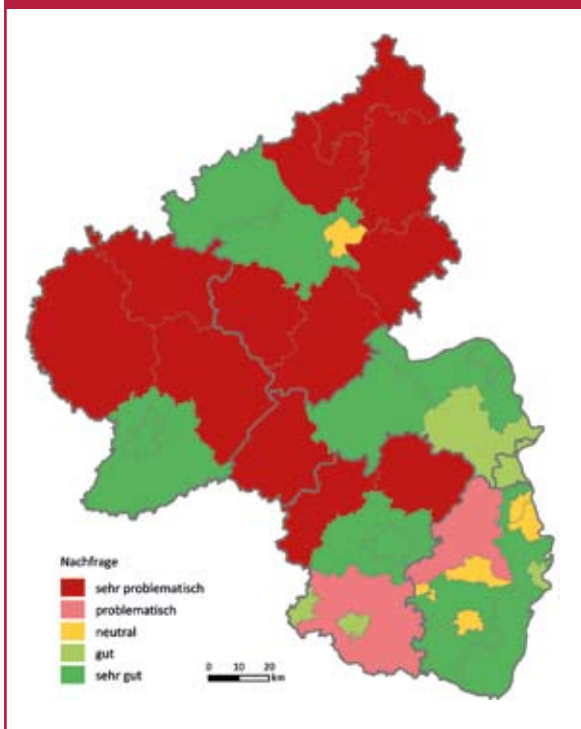 Nachfrage
sehr problematisch
problematisch
neutral
gut
sehr gut
0 10 20
km